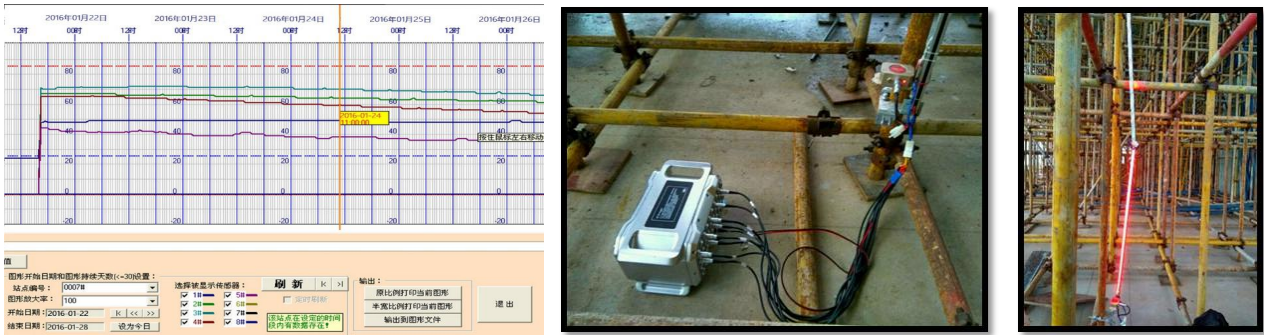 2016年01月22日 2016年01月23日 2016年01月24日 2016年01月25日 2016年01月26日
12时 00时 12时 00时 12时 00时 12时 00时 12时 00时
80 80 80 80 80
60 60 60 60
40 40 40 40
2016-01-24
11:00:00
按住鼠标左右移动
20 20 20 20 20
0 0 0 0 0
-20 -20 -20 -20 -20
值
图形开始日期和图形持续天数(<=30)设置:
站点编号: 0007#
图形放大率: 100
开始日期: 2016-01-22 |< << >>
结束日期: 2016-01-28 设为今日
选择被显示传感器:
1# 5#
2# 6#
3# 7#
4# 8#
刷 新 |< >|
定时刷新
该站点在设定的时间
段内有数据存在!
输出:
原比例打印当前图形
半宽比例打印当前图形
输出到图形文件
退 出